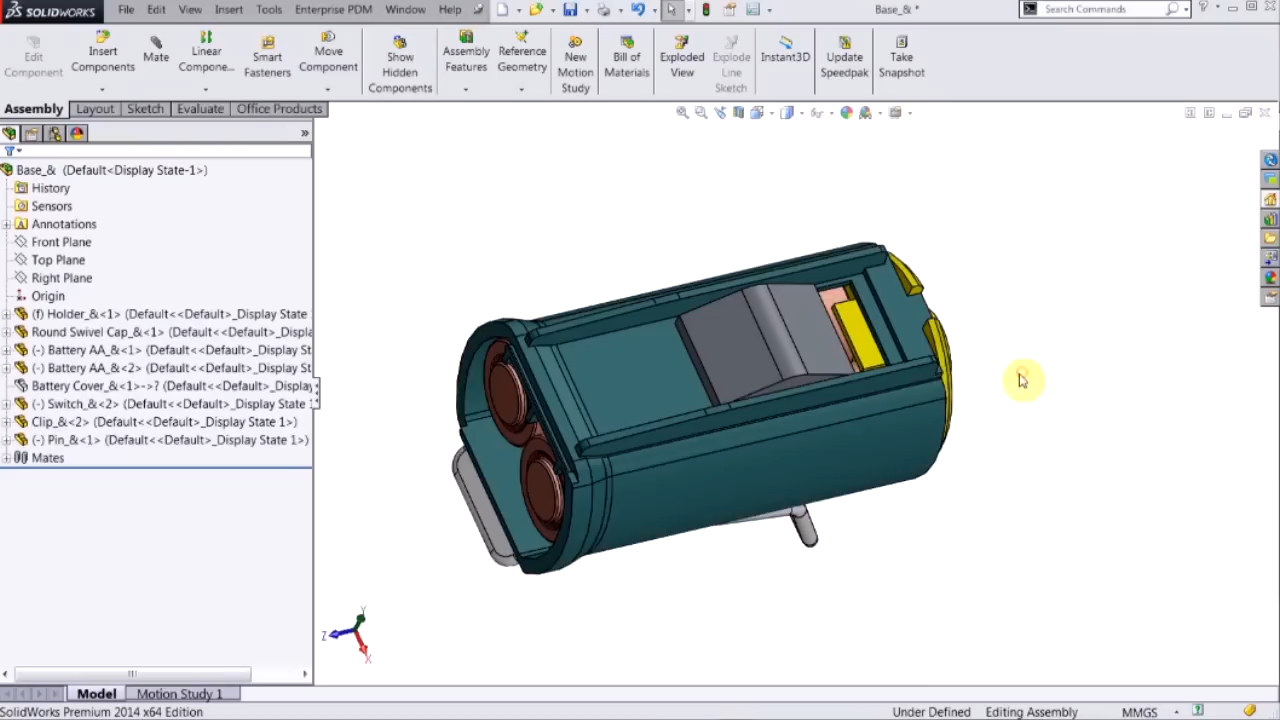 SOLIDWORKS File Edit View Insert Tools Enterprise PDM Window Help Base_& * Search Commands
Edit Component
Insert Components
Mate
Linear Compone...
Smart Fasteners
Move Component
Show Hidden Components
Assembly Features
Reference Geometry
New Motion Study
Bill of Materials
Exploded View
Explode Line Sketch
Instant3D
Update Speedpak
Take Snapshot
Assembly Layout Sketch Evaluate Office Products
Base_& (Default<Display State-1>)
History
Sensors
Annotations
Front Plane
Top Plane
Right Plane
Origin
(f) Holder_&<1> (Default<<Default>_Display State
Round Swivel Cap_&<1> (Default<<Default>_Displa
(-) Battery AA_&<1> (Default<<Default>_Display St
(-) Battery AA_&<2> (Default<<Default>_Display St
Battery Cover_&<1>->? (Default<<Default>_Display
(-) Switch_&<2> (Default<<Default>_Display State 1
Clip_&<2> (Default<<Default>_Display State 1>)
(-) Pin_&<1> (Default<<Default>_Display State 1>)
Mates
Y
Z
X
Model Motion Study 1
SolidWorks Premium 2014 x64 Edition Under Defined Editing Assembly MMGS